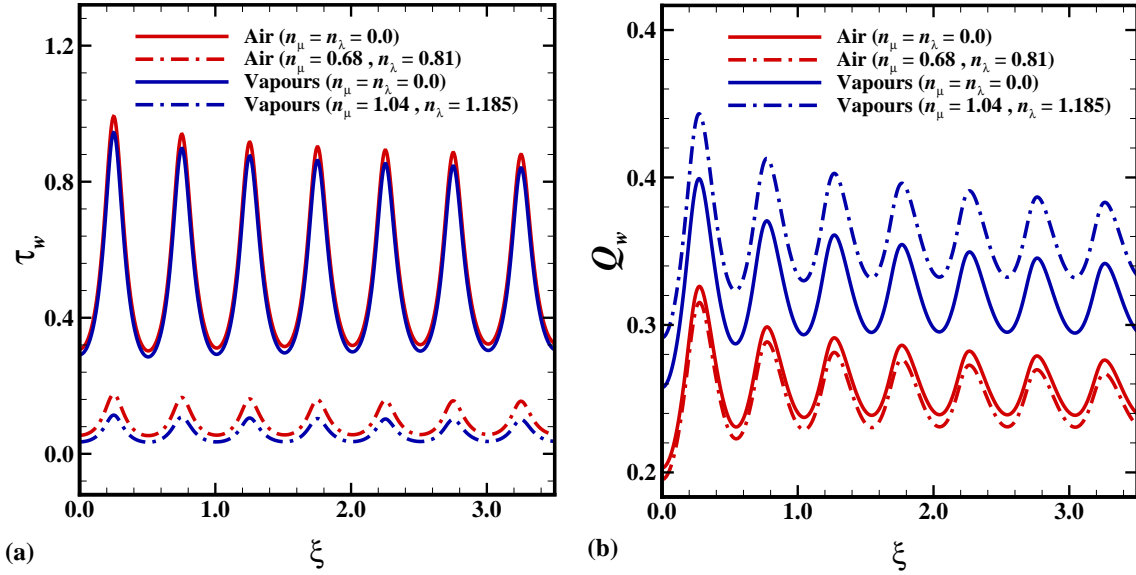 1.2
0.8
0.4
0.0
τw
Air (nμ = nλ = 0.0)
Air (nμ = 0.68 , nλ = 0.81)
Vapours (nμ = nλ = 0.0)
Vapours (nμ = 1.04 , nλ = 1.185)
0.0 1.0 2.0 3.0
ξ
(a)
0.4
0.4
0.3
0.2
Qw
Air (nμ = nλ = 0.0)
Air (nμ = 0.68 , nλ = 0.81)
Vapours (nμ = nλ = 0.0)
Vapours (nμ = 1.04 , nλ = 1.185)
0.0 1.0 2.0 3.0
ξ
(b)